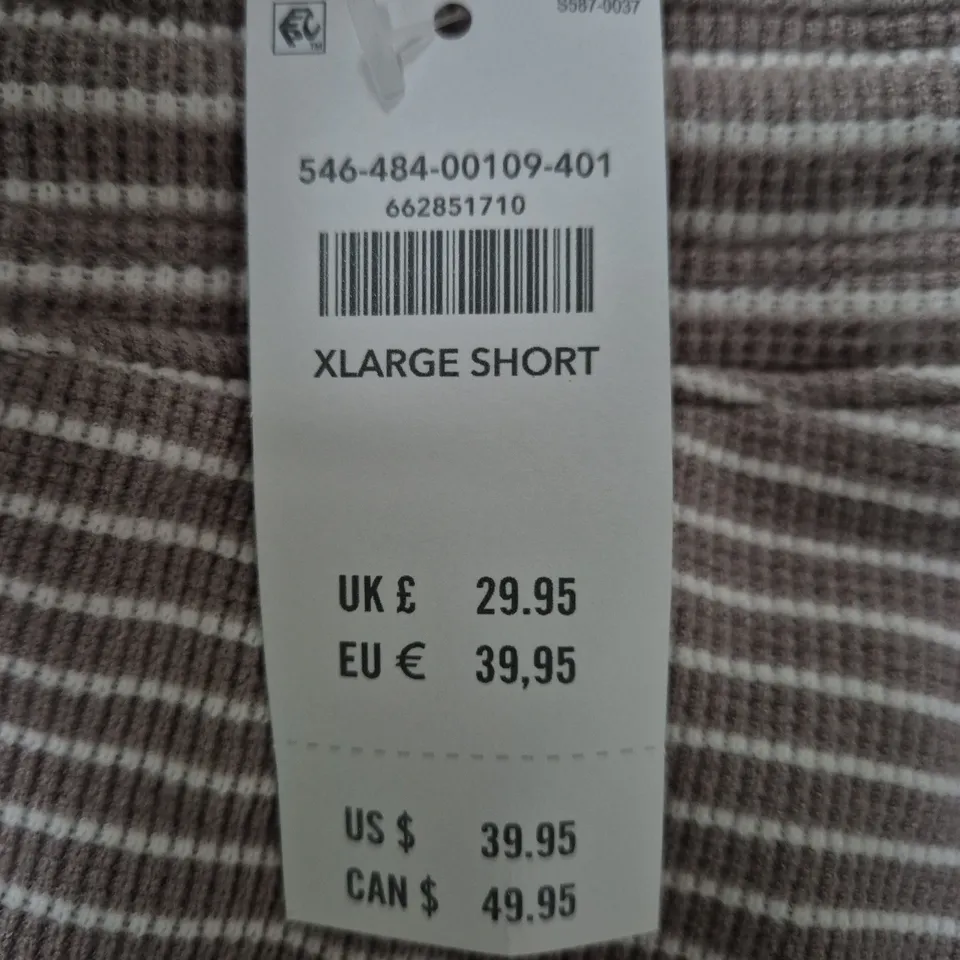 S587-0037
546-484-00109-401
662851710
XLARGE SHORT
UK £ 29.95
EU € 39,95
US $ 39.95
CAN $ 49.95